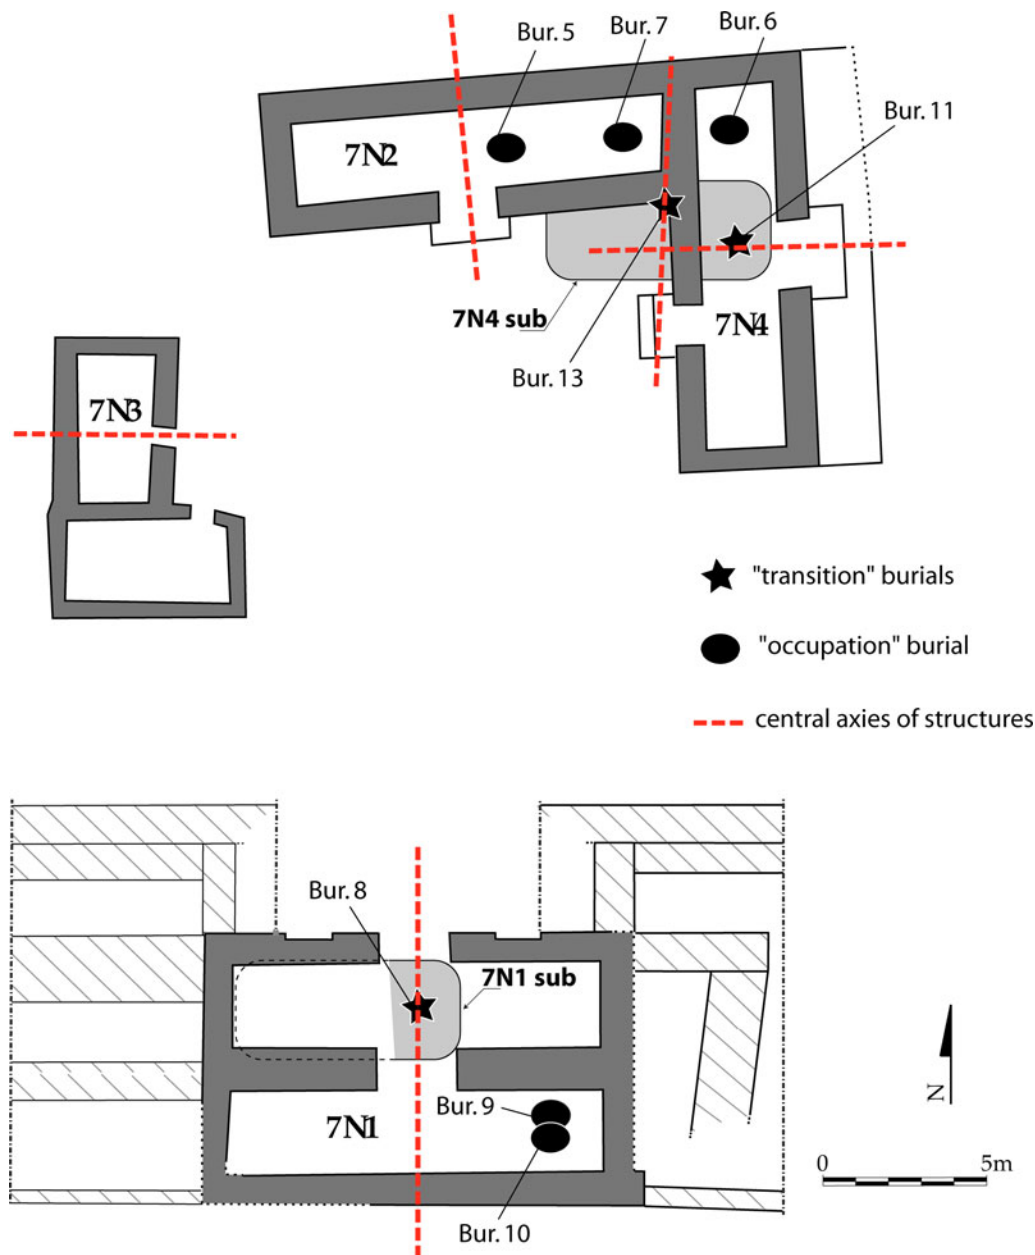 Bur. 5
Bur. 7
Bur. 6
Bur. 11
7N2
7N4 sub
7N4
Bur. 13
7N3
"transition" burials
"occupation" burial
central axies of structures
Bur. 8
7N1 sub
Bur. 9
7N1
Bur. 10
N
0 5m